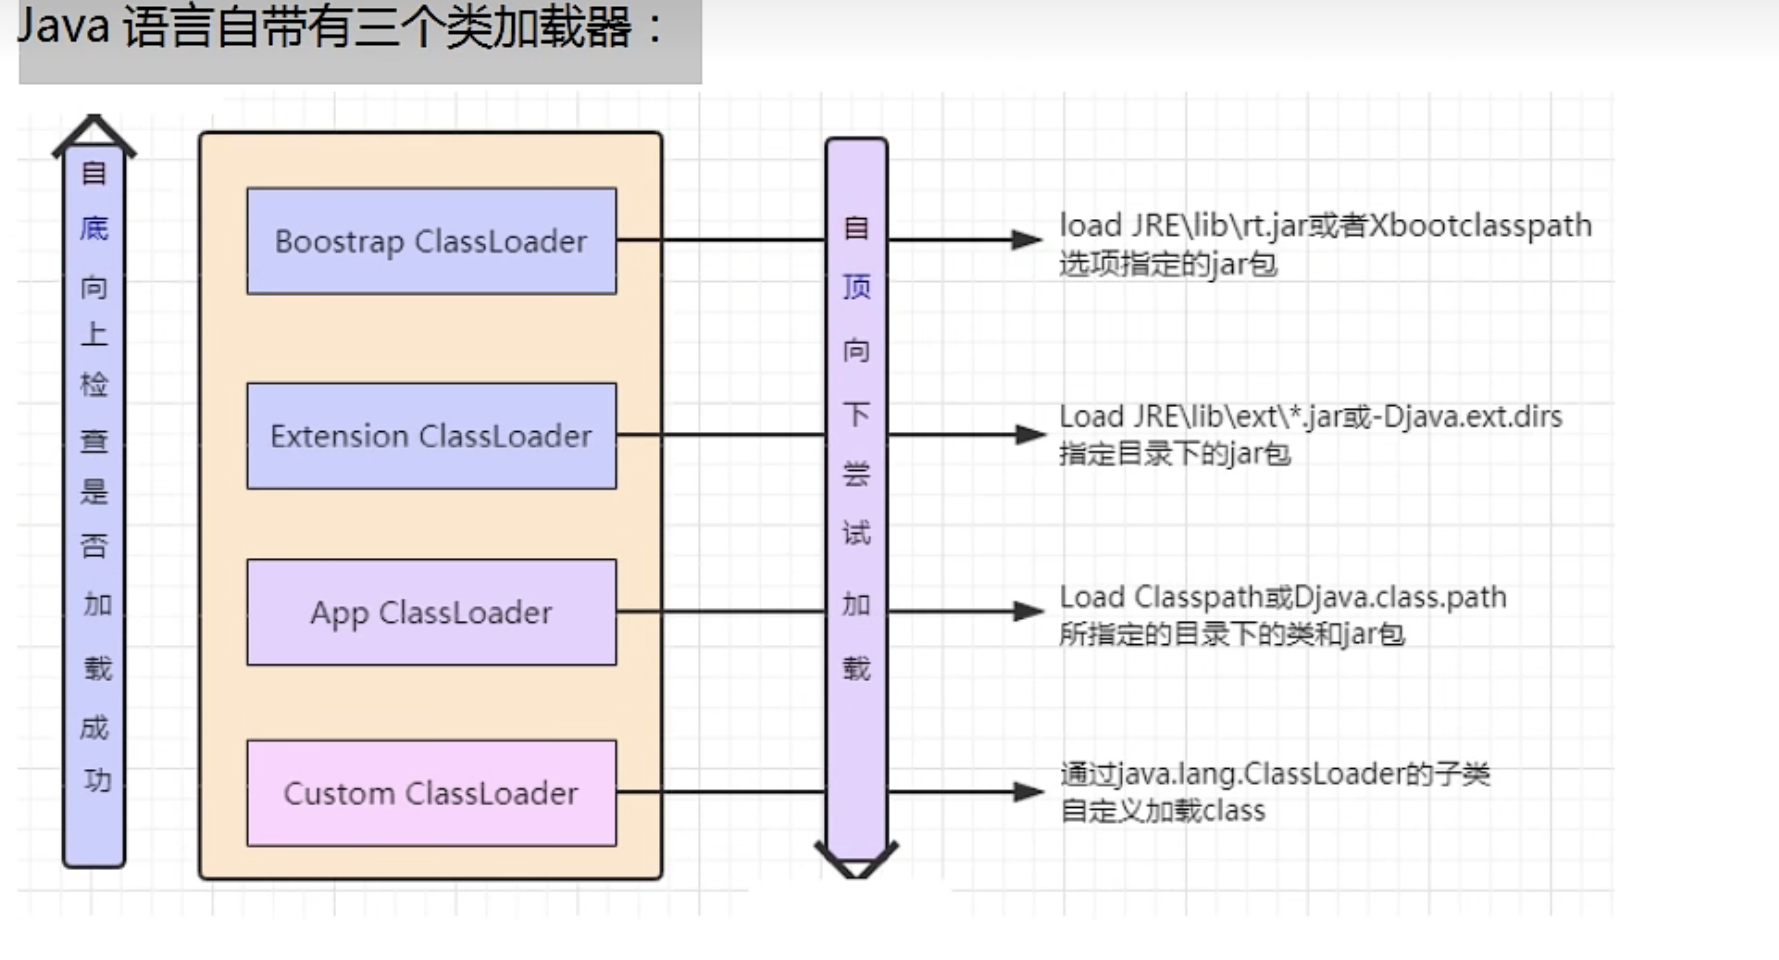 Java 语言自带有三个类加载器：
自底向上检查是否加载成功
Boostrap ClassLoader
Extension ClassLoader
App ClassLoader
Custom ClassLoader
自顶向下尝试加载
load JRE\lib\rt.jar或者Xbootclasspath
选项指定的jar包
Load JRE\lib\ext\*.jar或-Djava.ext.dirs
指定目录下的jar包
Load Classpath或Djava.class.path
所指定的目录下的类和jar包
通过java.lang.ClassLoader的子类
自定义加载class